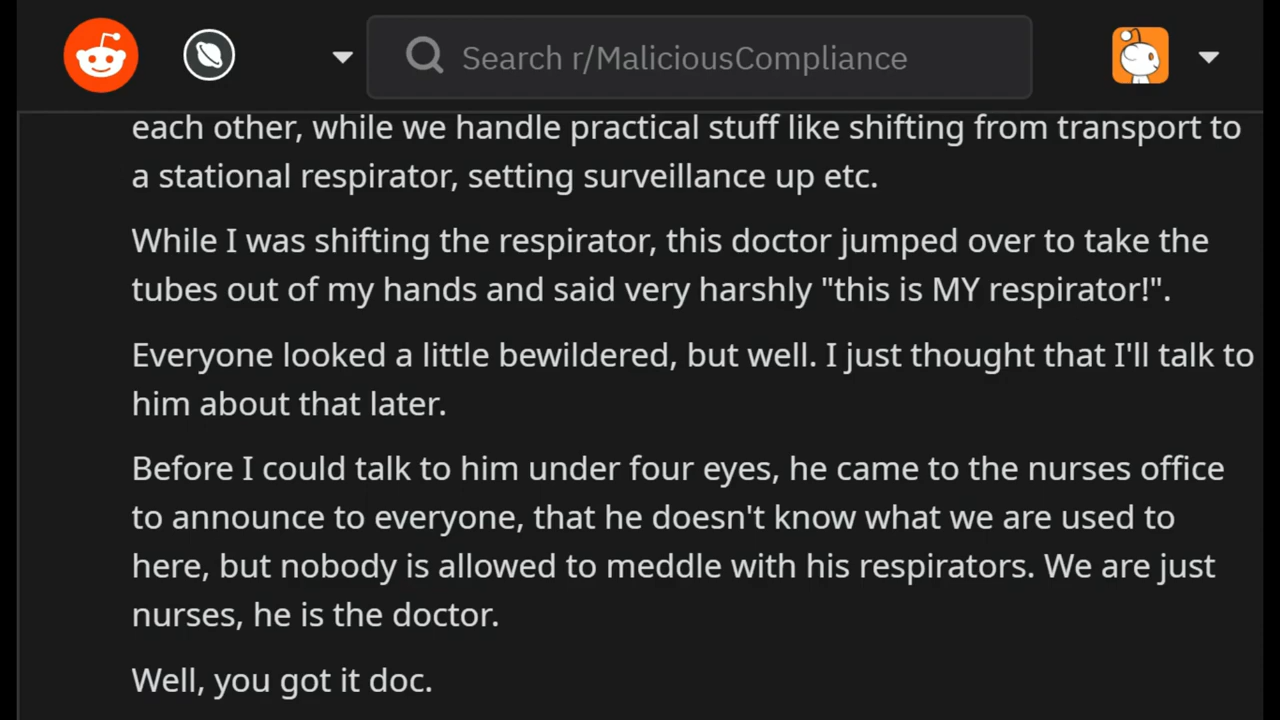 Search r/MaliciousCompliance
each other, while we handle practical stuff like shifting from transport to
a stational respirator, setting surveillance up etc.
While I was shifting the respirator, this doctor jumped over to take the
tubes out of my hands and said very harshly "this is MY respirator!".
Everyone looked a little bewildered, but well. I just thought that I'll talk to
him about that later.
Before I could talk to him under four eyes, he came to the nurses office
to announce to everyone, that he doesn't know what we are used to
here, but nobody is allowed to meddle with his respirators. We are just
nurses, he is the doctor.
Well, you got it doc.